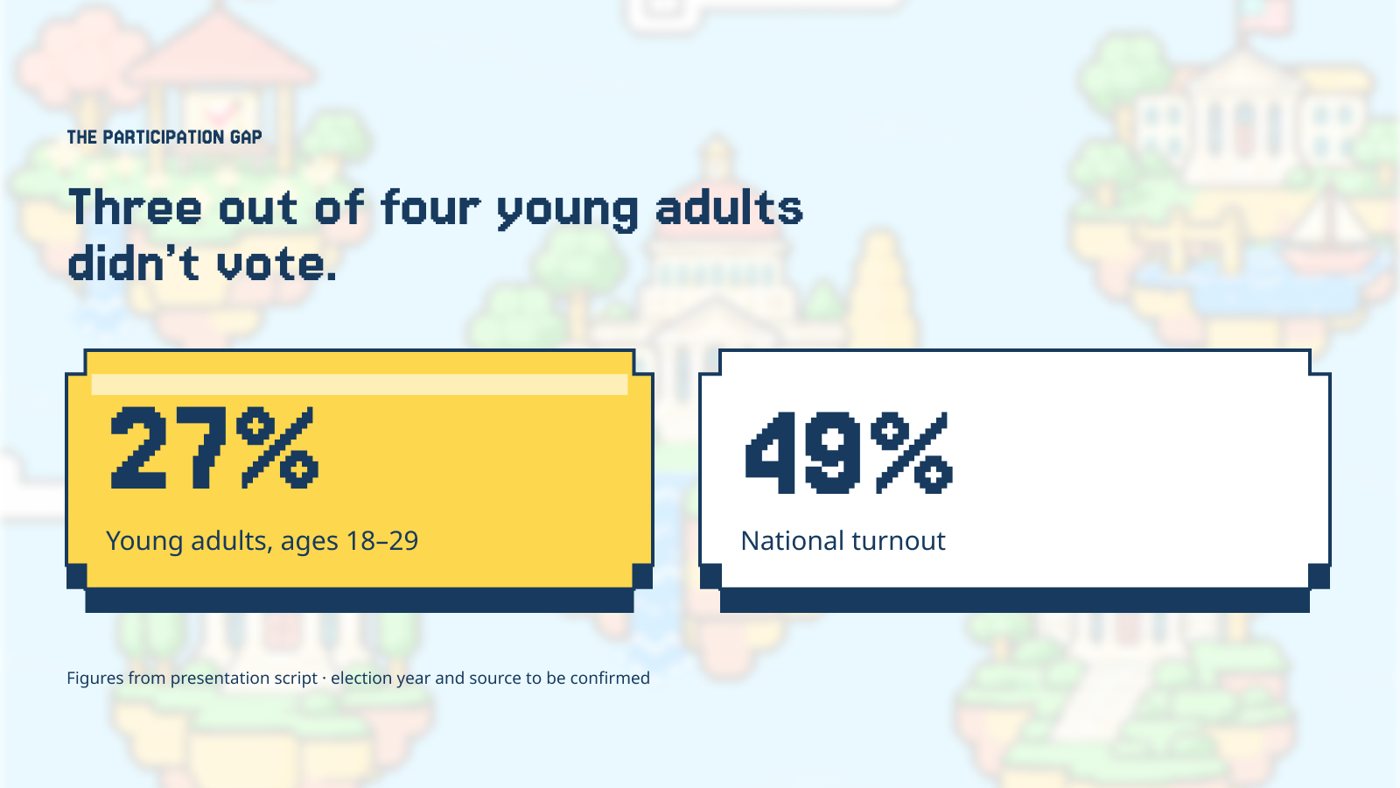 THE PARTICIPATION GAP
Three out of four young adults
didn’t vote.
27%
Young adults, ages 18–29
49%
National turnout
Figures from presentation script · election year and source to be confirmed